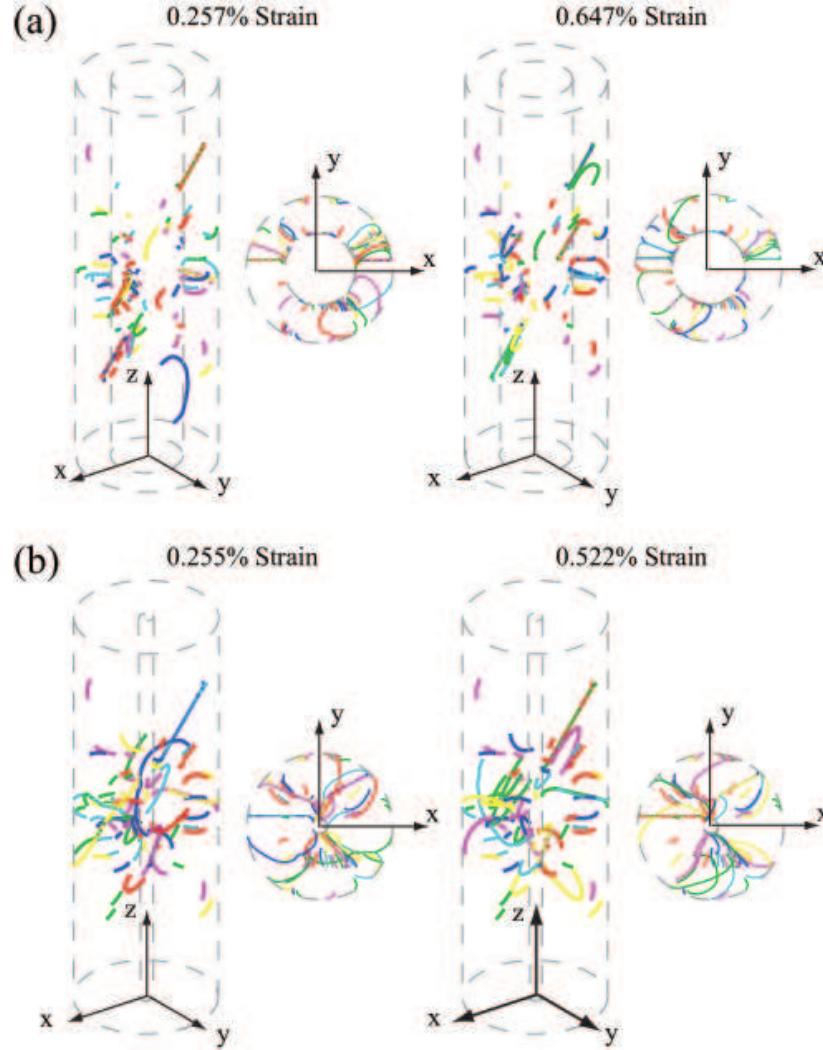 (a)
0.257% Strain
0.647% Strain
y
x
z
x
y
y
x
z
x
y
(b)
0.255% Strain
0.522% Strain
y
x
z
x
y
y
x
z
x
y